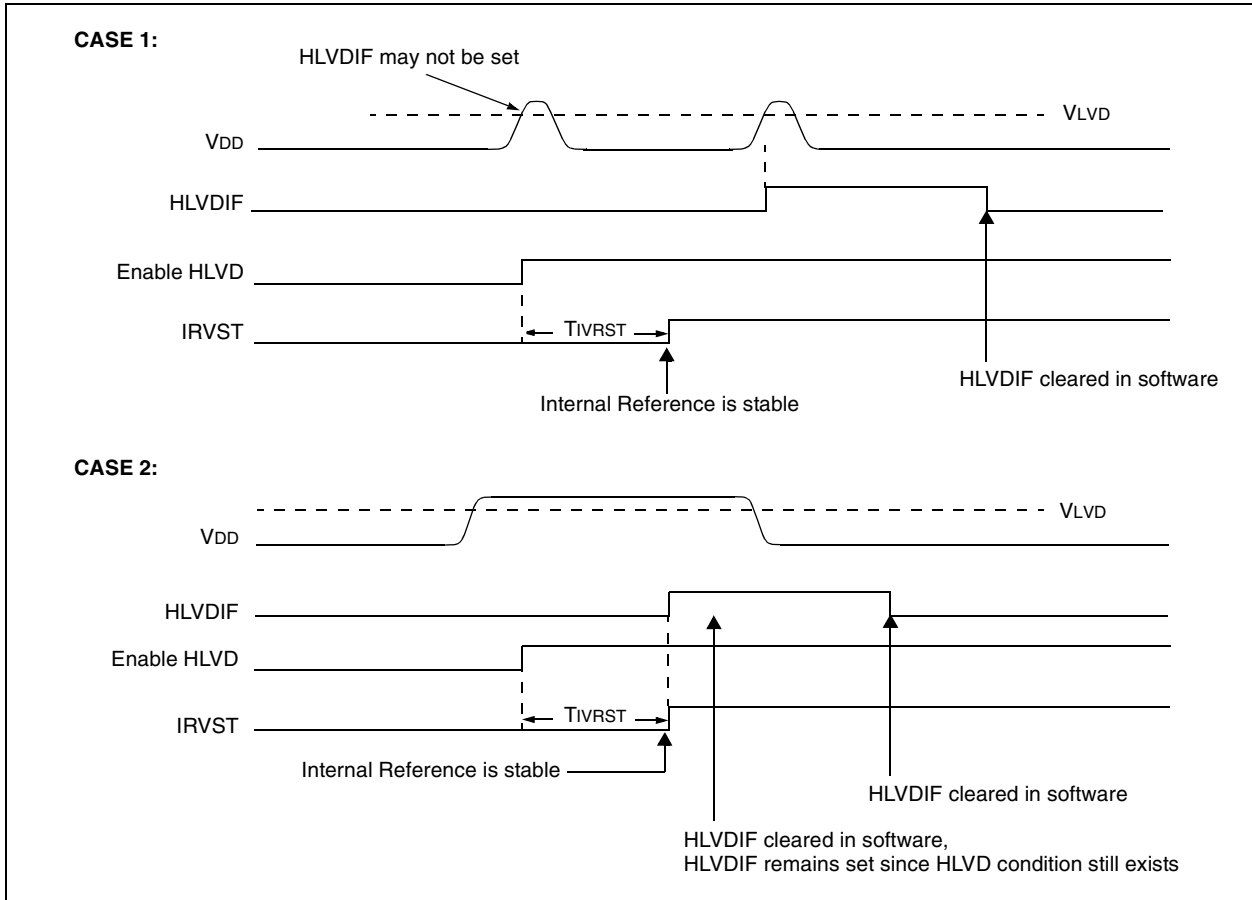 CASE 1:
HLVDIF may not be set
VLVD
VDD
HLVDIF
Enable HLVD
TIVRST
IRVST
HLVDIF cleared in software
Internal Reference is stable
CASE 2:
VLVD
VDD
HLVDIF
Enable HLVD
TIVRST
IRVST
Internal Reference is stable
HLVDIF cleared in software
HLVDIF cleared in software,
HLVDIF remains set since HLVD condition still exists